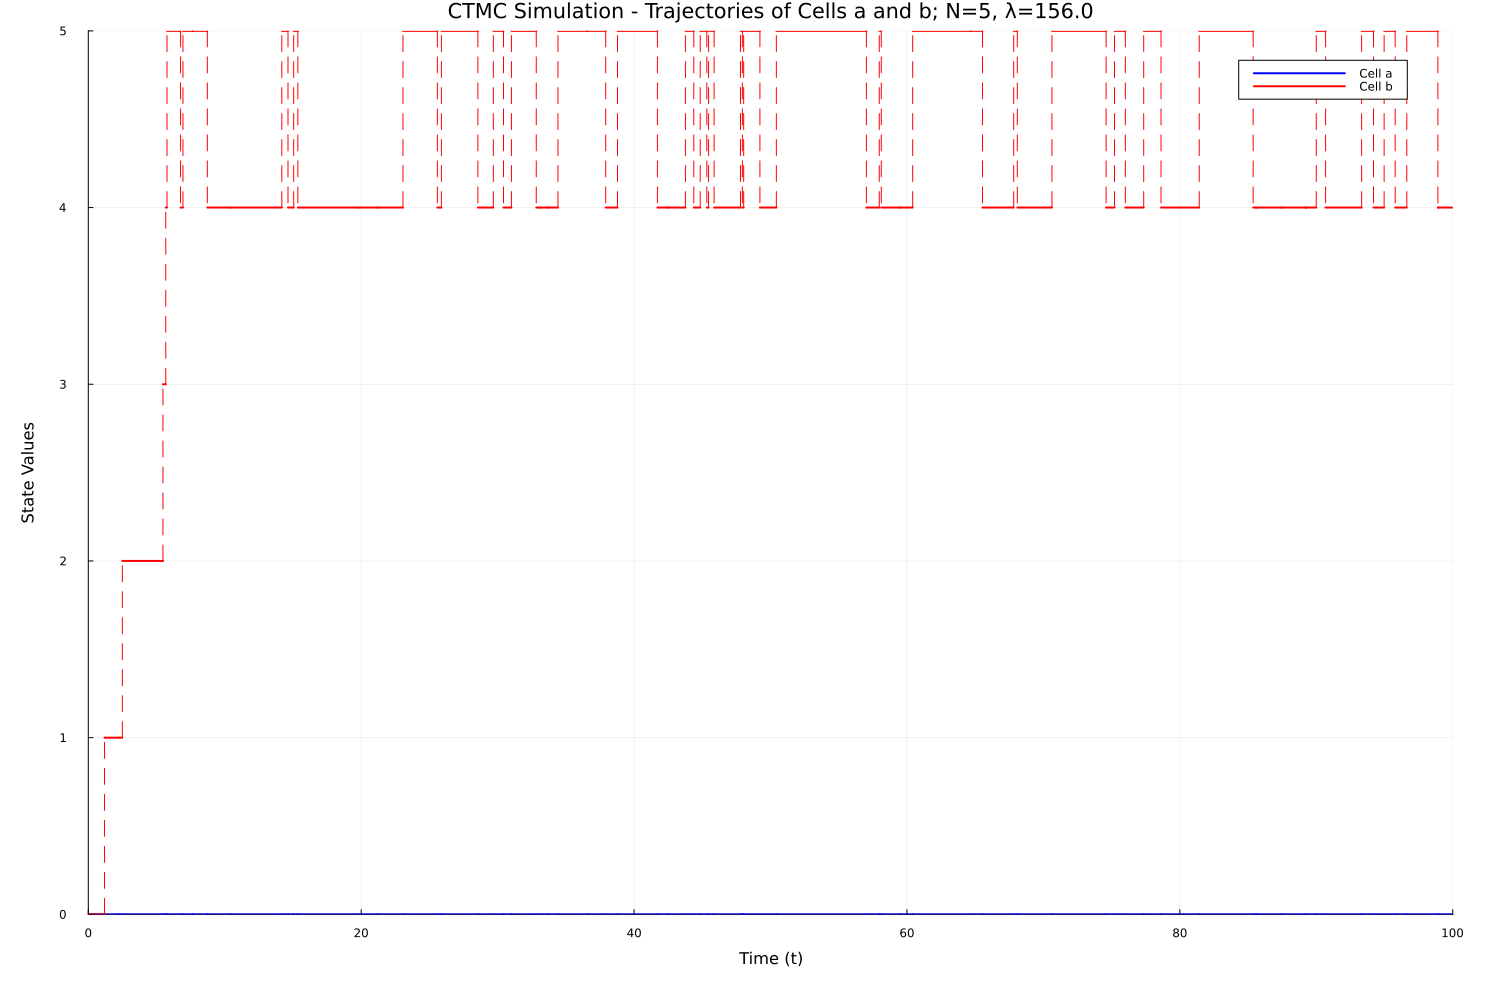 CTMC Simulation - Trajectories of Cells a and b; N=5, λ=156.0
5
Cell a
Cell b
4
3
State Values
2
1
0
0 20 40 60 80 100
Time (t)